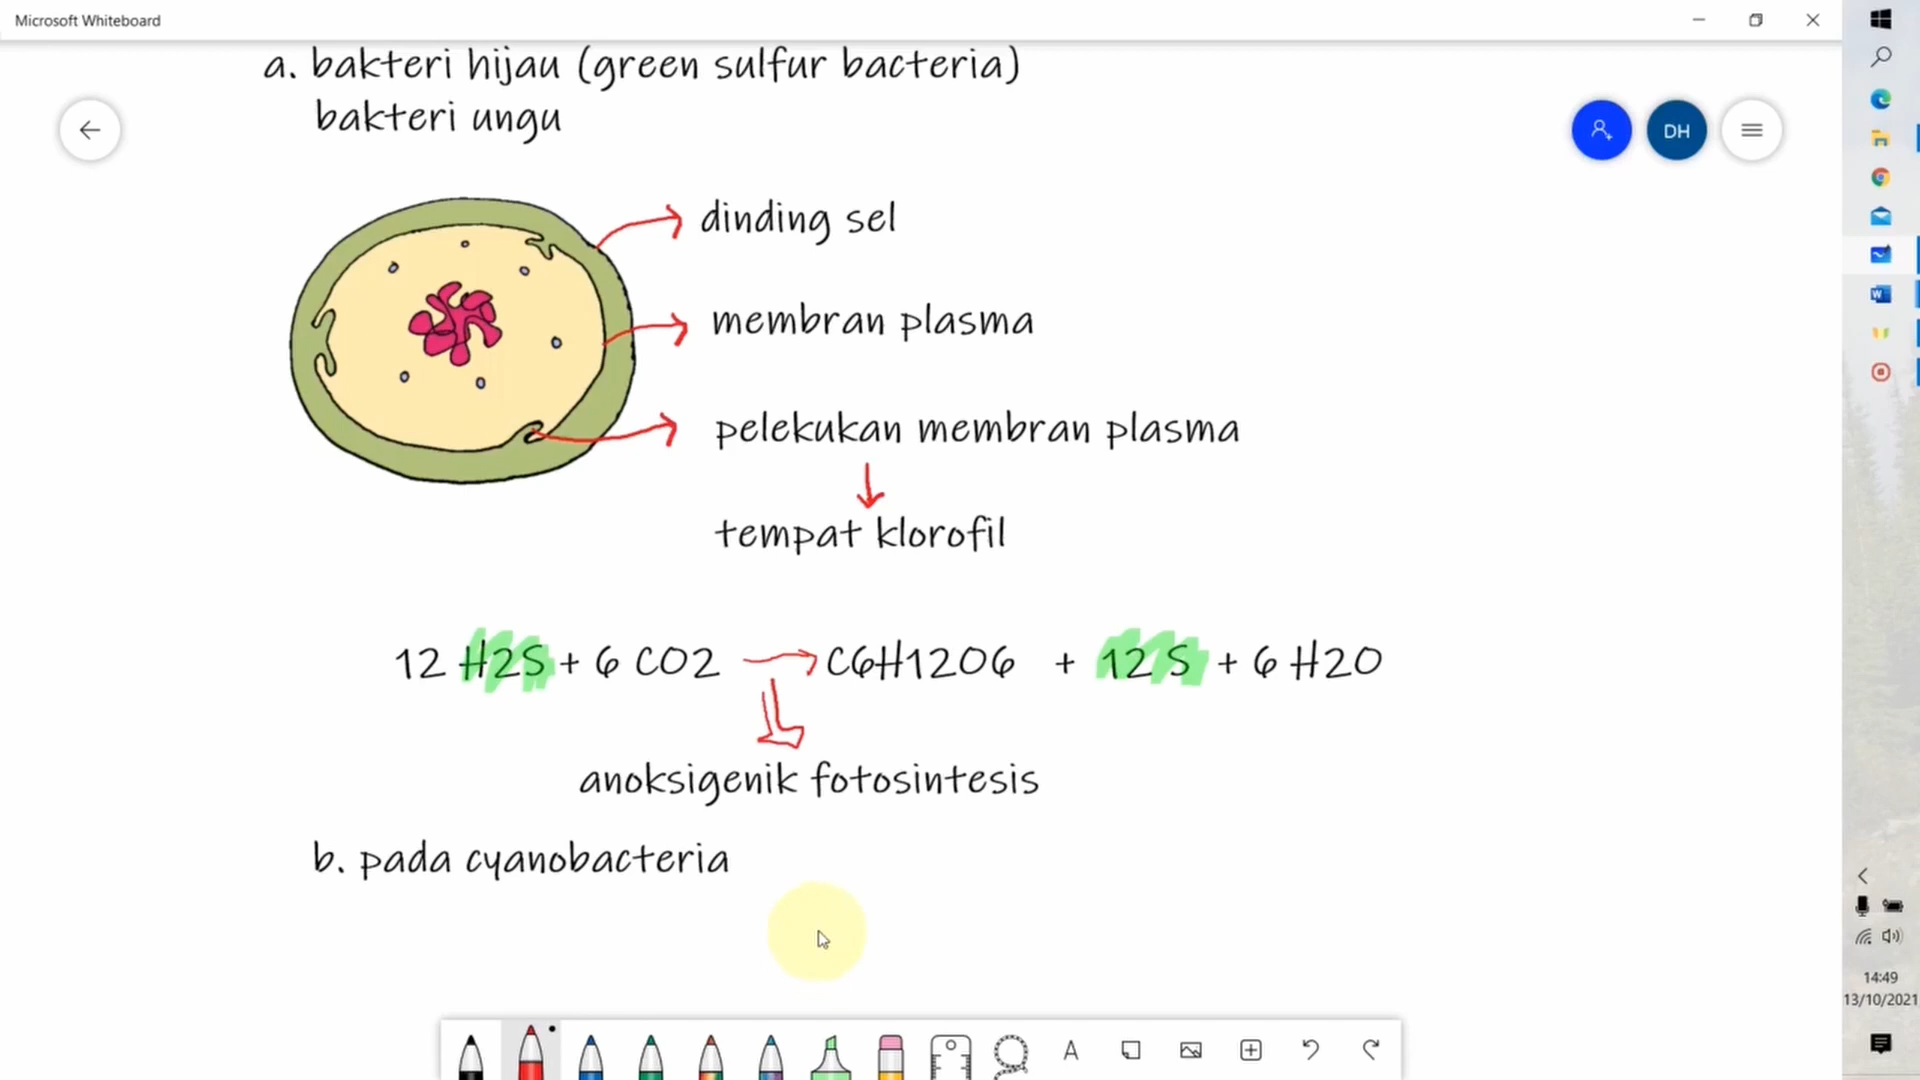 Microsoft Whiteboard
a. bakteri hijau (green sulfur bacteria)
bakteri ungu
DH
dinding sel
membran plasma
pelekukan membran plasma
tempat klorofil
12 H2S + 6 CO2 → C6H12O6 + 12 S + 6 H2O
anoksigenik fotosintesis
b. pada cyanobacteria
14:49
13/10/2021